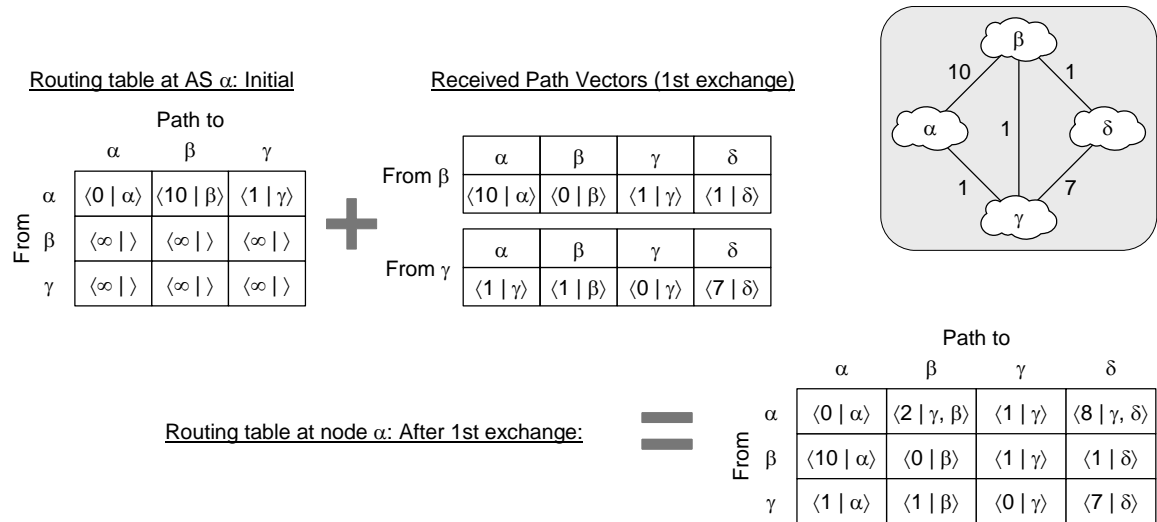 Routing table at AS α: Initial
Path to
α β γ
From
α ⟨0 | α⟩ ⟨10 | β⟩ ⟨1 | γ⟩
β ⟨∞ | ⟩ ⟨∞ | ⟩ ⟨∞ | ⟩
γ ⟨∞ | ⟩ ⟨∞ | ⟩ ⟨∞ | ⟩
+
Received Path Vectors (1st exchange)
From β
α β γ δ
⟨10 | α⟩ ⟨0 | β⟩ ⟨1 | γ⟩ ⟨1 | δ⟩
From γ
α β γ δ
⟨1 | γ⟩ ⟨1 | β⟩ ⟨0 | γ⟩ ⟨7 | δ⟩
β
10 1
α 1 δ
1 7
γ
Routing table at node α: After 1st exchange:
=
Path to
α β γ δ
From
α ⟨0 | α⟩ ⟨2 | γ, β⟩ ⟨1 | γ⟩ ⟨8 | γ, δ⟩
β ⟨10 | α⟩ ⟨0 | β⟩ ⟨1 | γ⟩ ⟨1 | δ⟩
γ ⟨1 | α⟩ ⟨1 | β⟩ ⟨0 | γ⟩ ⟨7 | δ⟩